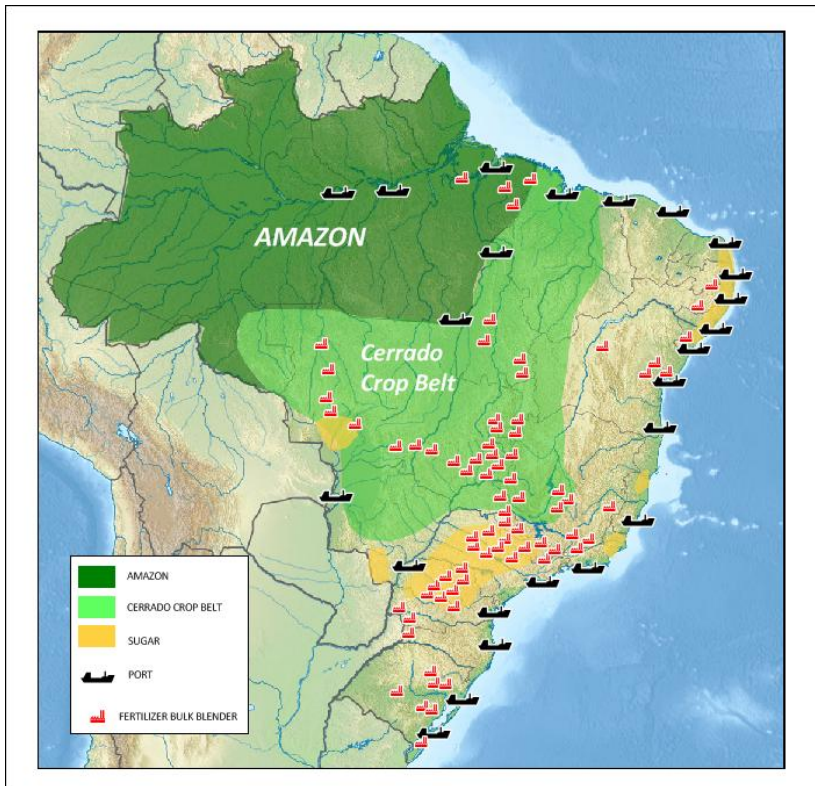 AMAZON
Cerrado
Crop Belt
AMAZON
CERRADO CROP BELT
SUGAR
PORT
FERTILIZER BULK BLENDER